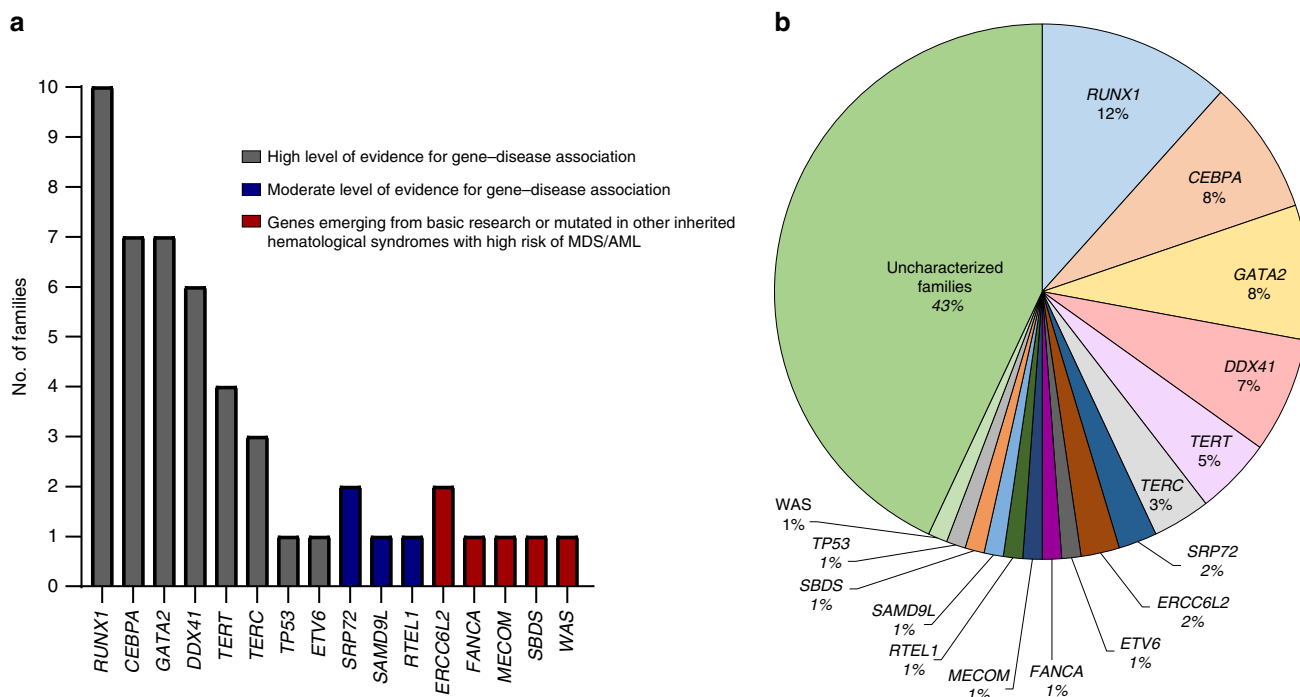 a
No. of families
10
9
8
7
6
5
4
3
2
1
0
High level of evidence for gene–disease association
Moderate level of evidence for gene–disease association
Genes emerging from basic research or mutated in other inherited
hematological syndromes with high risk of MDS/AML
RUNX1
CEBPA
GATA2
DDX41
TERT
TERC
TP53
ETV6
SRP72
SAMD9L
RTEL1
ERCC6L2
FANCA
MECOM
SBDS
WAS
b
RUNX1
12%
CEBPA
8%
GATA2
8%
DDX41
7%
TERT
5%
TERC
3%
SRP72
2%
ERCC6L2
2%
ETV6
1%
FANCA
1%
MECOM
1%
RTEL1
1%
SAMD9L
1%
SBDS
1%
TP53
1%
WAS
1%
Uncharacterized
families
43%